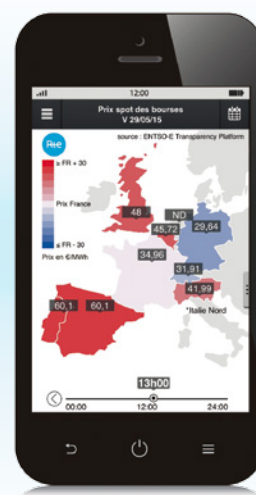 12:00
Prix spot des bourses
V 29/05/15
Rte
source : ENTSO-E Transparency Platform
≥ FR + 30
Prix France
≤ FR - 30
Prix en €/MWh
48
ND
45,72
29,64
34,96
31,91
60,1
60,1
41,99
*Italie Nord
13h00
00:00
12:00
24:00